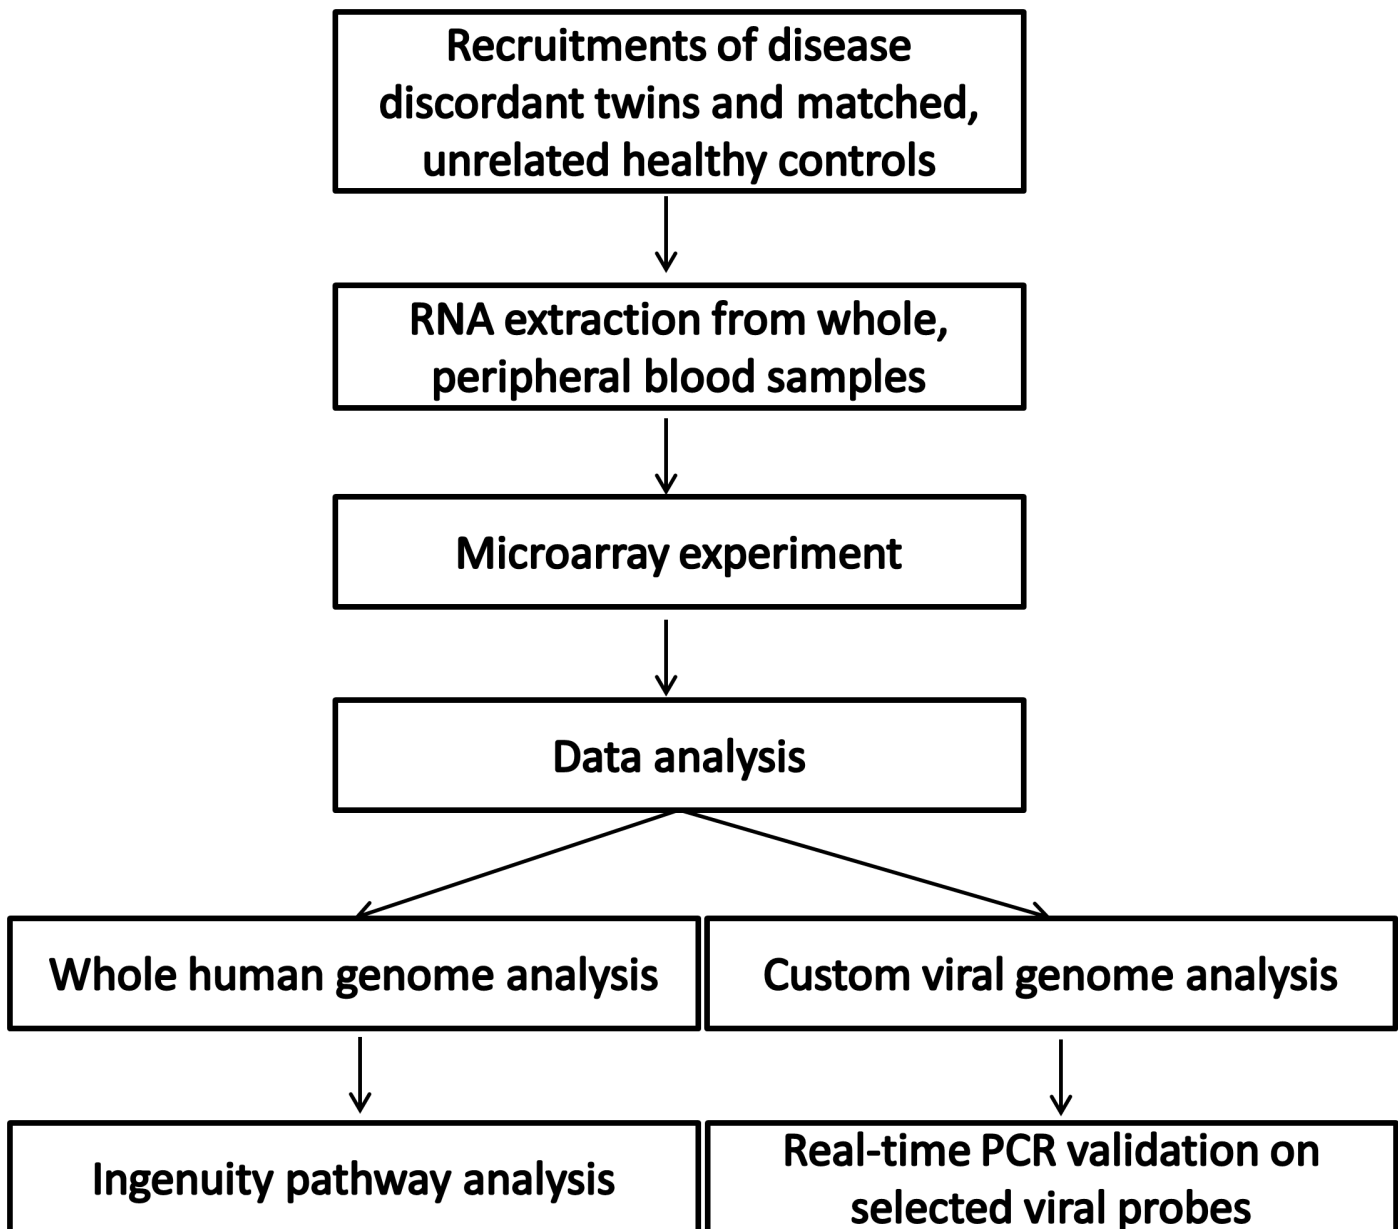 Recruitments of disease
discordant twins and matched,
unrelated healthy controls
RNA extraction from whole,
peripheral blood samples
Microarray experiment
Data analysis
Whole human genome analysis
Custom viral genome analysis
Ingenuity pathway analysis
Real-time PCR validation on
selected viral probes